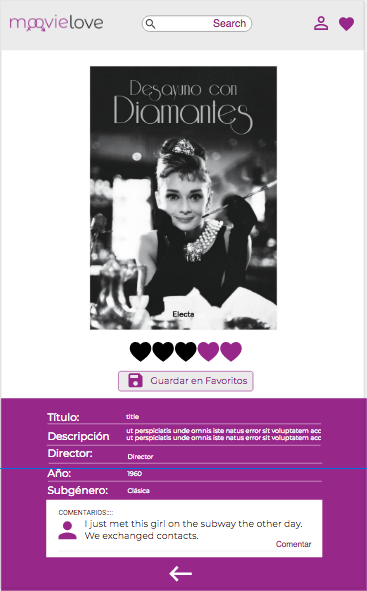 moovielove
Search
Desayuno con
Diamantes
Electa
Guardar en Favoritos
Título:
title
Descripción
ut perspiciatis unde omnis iste natus error sit voluptatem acc
ut perspiciatis unde omnis iste natus error sit voluptatem acc
Director:
Director
Año:
1960
Subgénero:
Clásica
COMENTARIOS:::
I just met this girl on the subway the other day.
We exchanged contacts.
Comentar